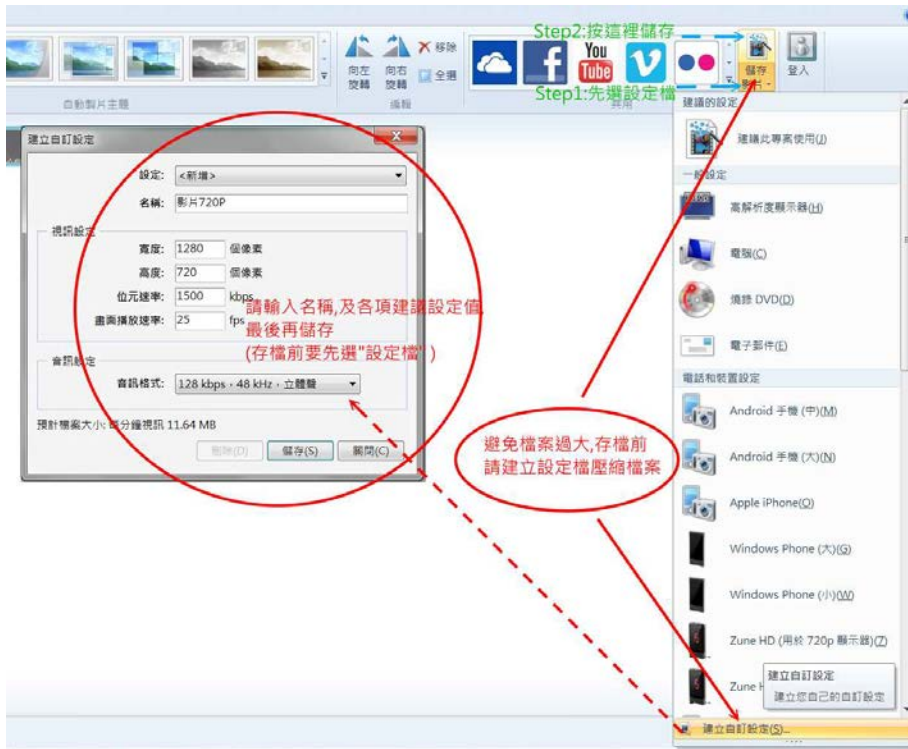 Step2:按這裡儲存
You
Tube
移除
向左
旋轉
向右
旋轉
全選
儲存
影片
登入
Step1:先選設定檔
自動製片主題
編輯
共用
建議的設定
建議此專案使用(J)
一般設定
高解析度顯示器(H)
電腦(C)
燒錄 DVD(D)
電子郵件(E)
電話和裝置設定
Android 手機 (中)(M)
Android 手機 (大)(N)
Apple iPhone(O)
Windows Phone (大)(G)
Windows Phone (小)(W)
Zune HD (用於 720p 顯示器)(Z)
Zune H
建立自訂設定
建立您自己的自訂設定
建立自訂設定(S)...
建立自訂設定
設定: <新增>
名稱: 影片720P
視訊設定
寬度: 1280 個像素
高度: 720 個像素
位元速率: 1500 kbps
畫面播放速率: 25 fps
音訊設定
音訊格式: 128 kbps，48 kHz，立體聲
預計檔案大小: 每分鐘視訊 11.64 MB
刪除(D) 儲存(S) 關閉(C)
請輸入名稱,及各項建議設定值
最後再儲存
(存檔前要先選"設定檔")
避免檔案過大,存檔前
請建立設定檔壓縮檔案